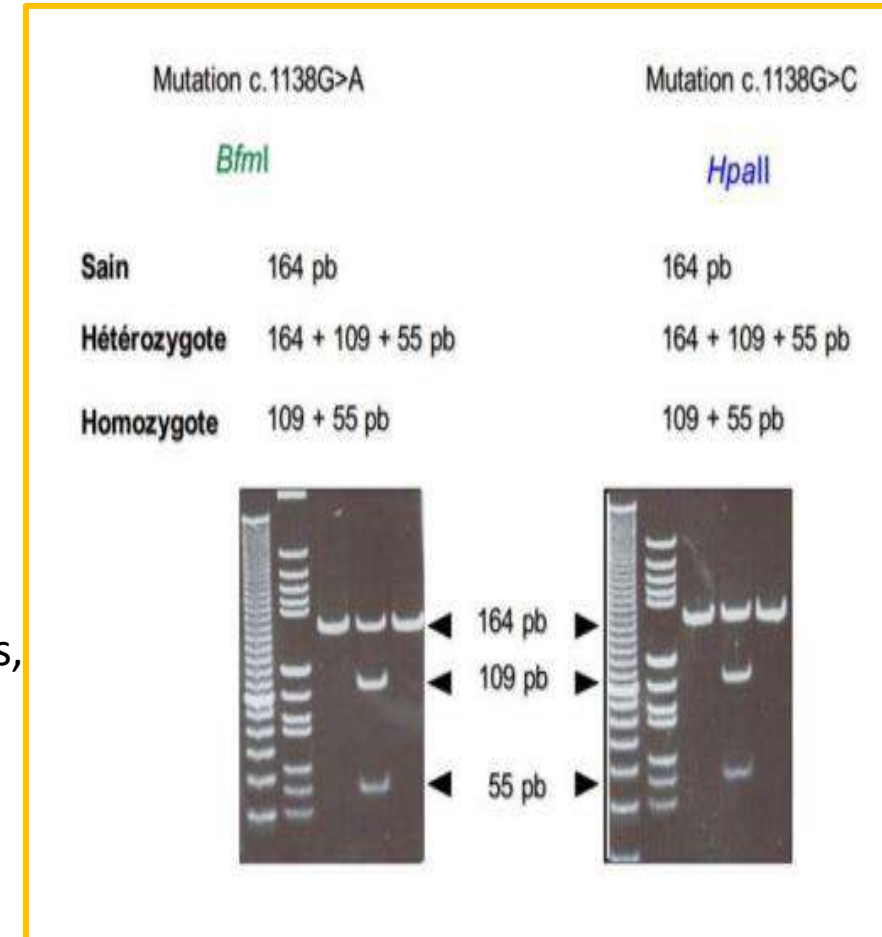 Mutation c.1138G>A Mutation c.1138G>C
BfmI HpaII
Sain 164 pb 164 pb
Hétérozygote 164 + 109 + 55 pb 164 + 109 + 55 pb
Homozygote 109 + 55 pb 109 + 55 pb
164 pb
s,
109 pb
55 pb